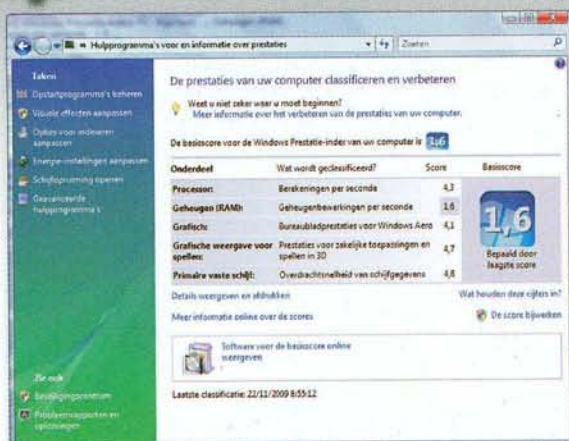 Hulpprogramma's voor en informatie over prestaties
Zoeken
Taken
Opstartprogramma's beheren
Visuele effecten aanpassen
Opties voor indexeren aanpassen
Energie-instellingen aanpassen
Schijfopruiming openen
Geavanceerde hulpprogramma's
De prestaties van uw computer classificeren en verbeteren
Weet u niet zeker waar u moet beginnen?
Meer informatie over het verbeteren van de prestaties van uw computer.
De basisscore voor de Windows Prestatie-index van uw computer is 1,6
Onderdeel Wat wordt geclassificeerd? Score Basisscore
Processor: Berekeningen per seconde 4,3
Geheugen (RAM): Geheugenbewerkingen per seconde 1,6
Grafisch: Bureaubladprestaties voor Windows Aero 4,1
Grafische weergave voor spellen: Prestaties voor zakelijke toepassingen en spellen in 3D 4,7
Primaire vaste schijf: Overdrachtsnelheid van schijfgegevens 4,8
1,6
Bepaald door
laagste score
Details weergeven en afdrukken
Wat houden deze cijfers in?
Meer informatie online over de scores
De score bijwerken
Software voor de basisscore online
weergeven
Laatste classificatie: 22/11/2009 8:55:12
Zie ook
Beveiligingscentrum
Probleemrapporten en
oplossingen